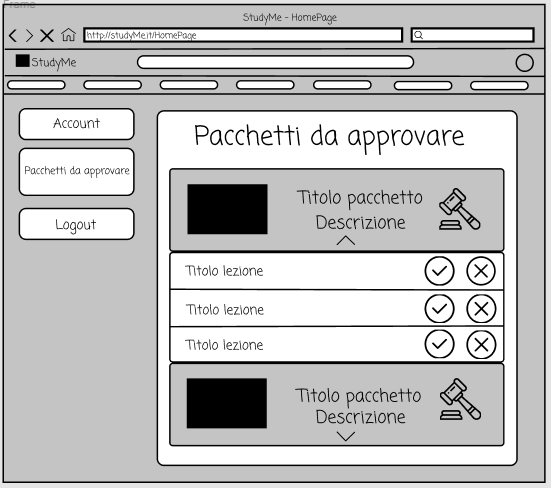 Frame
StudyMe - HomePage
http://studyMe.it/HomePage
StudyMe
Account
Pacchetti da approvare
Logout
Pacchetti da approvare
Titolo pacchetto
Descrizione
Titolo lezione
Titolo lezione
Titolo lezione
Titolo pacchetto
Descrizione